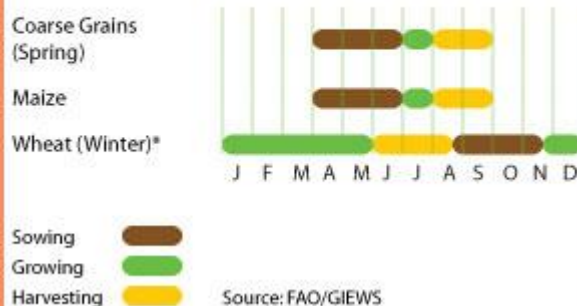 Coarse Grains
(Spring)
Maize
Wheat (Winter)*
J F M A M J J A S O N D
Sowing
Growing
Harvesting Source: FAO/GIEWS